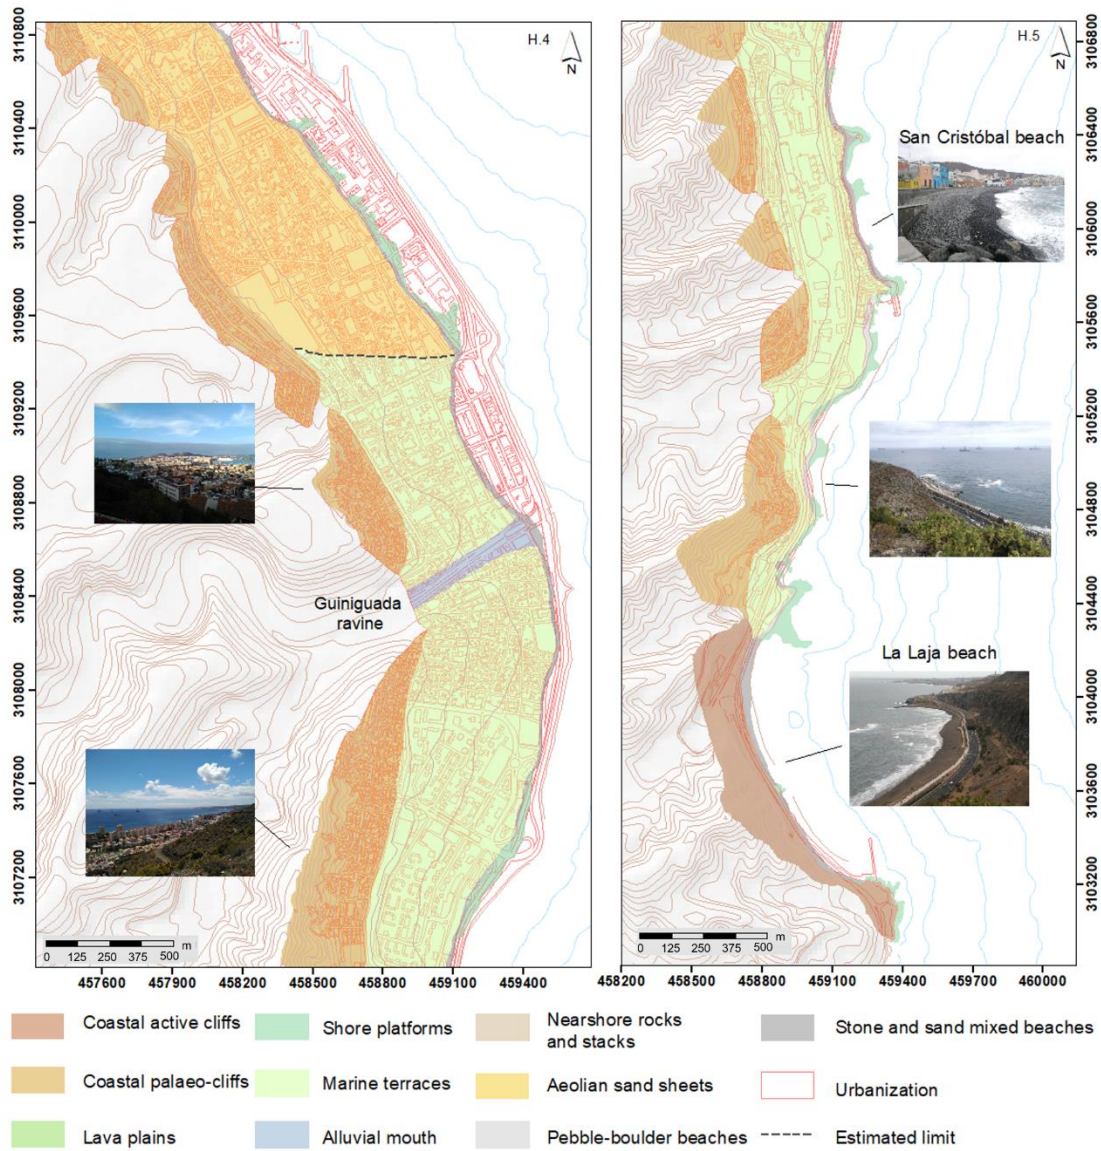 H.4
N
3110800
3110400
3110000
3109600
3109200
3108800
3108400
3108000
3107600
3107200
Guiniguada
ravine
0 125 250 375 500 m
457600 457900 458200 458500 458800 459100 459400
H.5
N
3106800
3106400
3106000
3105600
3105200
3104800
3104400
3104000
3103600
3103200
San Cristóbal beach
La Laja beach
0 125 250 375 500 m
458200 458500 458800 459100 459400 459700 460000
Coastal active cliffs
Shore platforms
Nearshore rocks
and stacks
Stone and sand mixed beaches
Coastal palaeo-cliffs
Marine terraces
Aeolian sand sheets
Urbanization
Lava plains
Alluvial mouth
Pebble-boulder beaches
Estimated limit